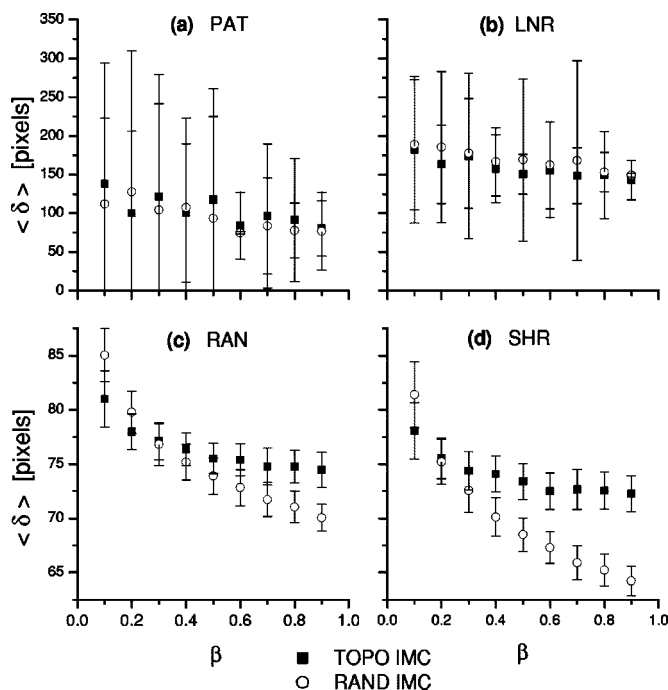 (a) PAT
(b) LNR
< δ > [pixels]
350
300
250
200
150
100
50
0
(c) RAN
(d) SHR
< δ > [pixels]
85
80
75
70
65
0.0 0.2 0.4 0.6 0.8 1.0
0.0 0.2 0.4 0.6 0.8 1.0
β
β
TOPO IMC
RAND IMC